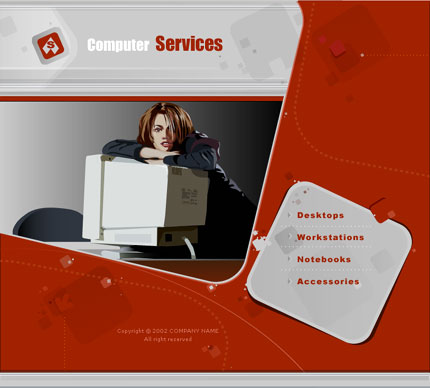 S
Computer Services
Desktops
Workstations
Notebooks
Accessories
Copyright © 2002 COMPANY NAME
All right reserved